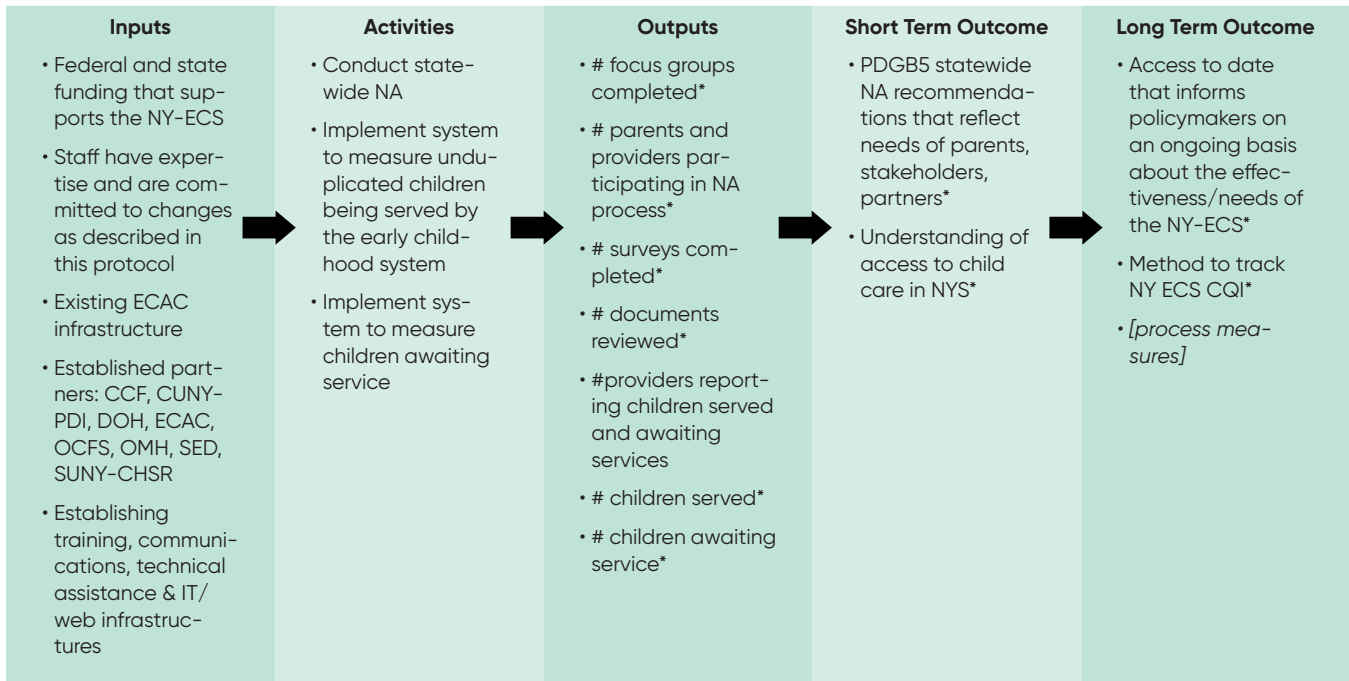 Inputs
• Federal and state
funding that sup-
ports the NY-ECS
• Staff have exper-
tise and are com-
mitted to changes
as described in
this protocol
• Existing ECAC
infrastructure
• Established part-
ners: CCF, CUNY-
PDI, DOH, ECAC,
OCFS, OMH, SED,
SUNY-CHSR
• Establishing
training, communi-
cations, technical
assistance & IT/
web infrastruc-
tures
Activities
• Conduct state-
wide NA
• Implement system
to measure undu-
plicated children
being served by
the early child-
hood system
• Implement sys-
tem to measure
children awaiting
service
Outputs
• # focus groups
completed*
• # parents and
providers par-
ticipating in NA
process*
• # surveys com-
pleted*
• # documents
reviewed*
• #providers report-
ing children served
and awaiting
services
• # children served*
• # children awaiting
service*
Short Term Outcome
• PDGB5 statewide
NA recommenda-
tions that reflect
needs of parents,
stakeholders,
partners*
• Understanding of
access to child
care in NYS*
Long Term Outcome
• Access to date
that informs
policymakers on
an ongoing basis
about the effec-
tiveness/needs of
the NY-ECS*
• Method to track
NY ECS CQI*
• [process mea-
sures]